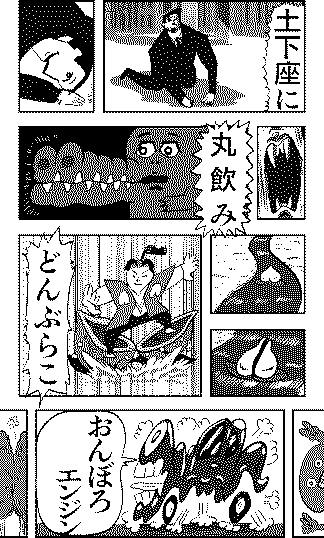 土下座に
丸飲み
どんぶらこ
おんぼろ
エンジン